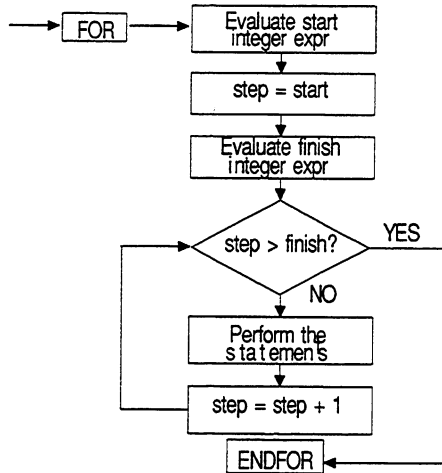 FOR
Evaluate start
integer expr
step = start
Evaluate finish
integer expr
step > finish?
YES
NO
Perform the
statements
step = step + 1
ENDFOR